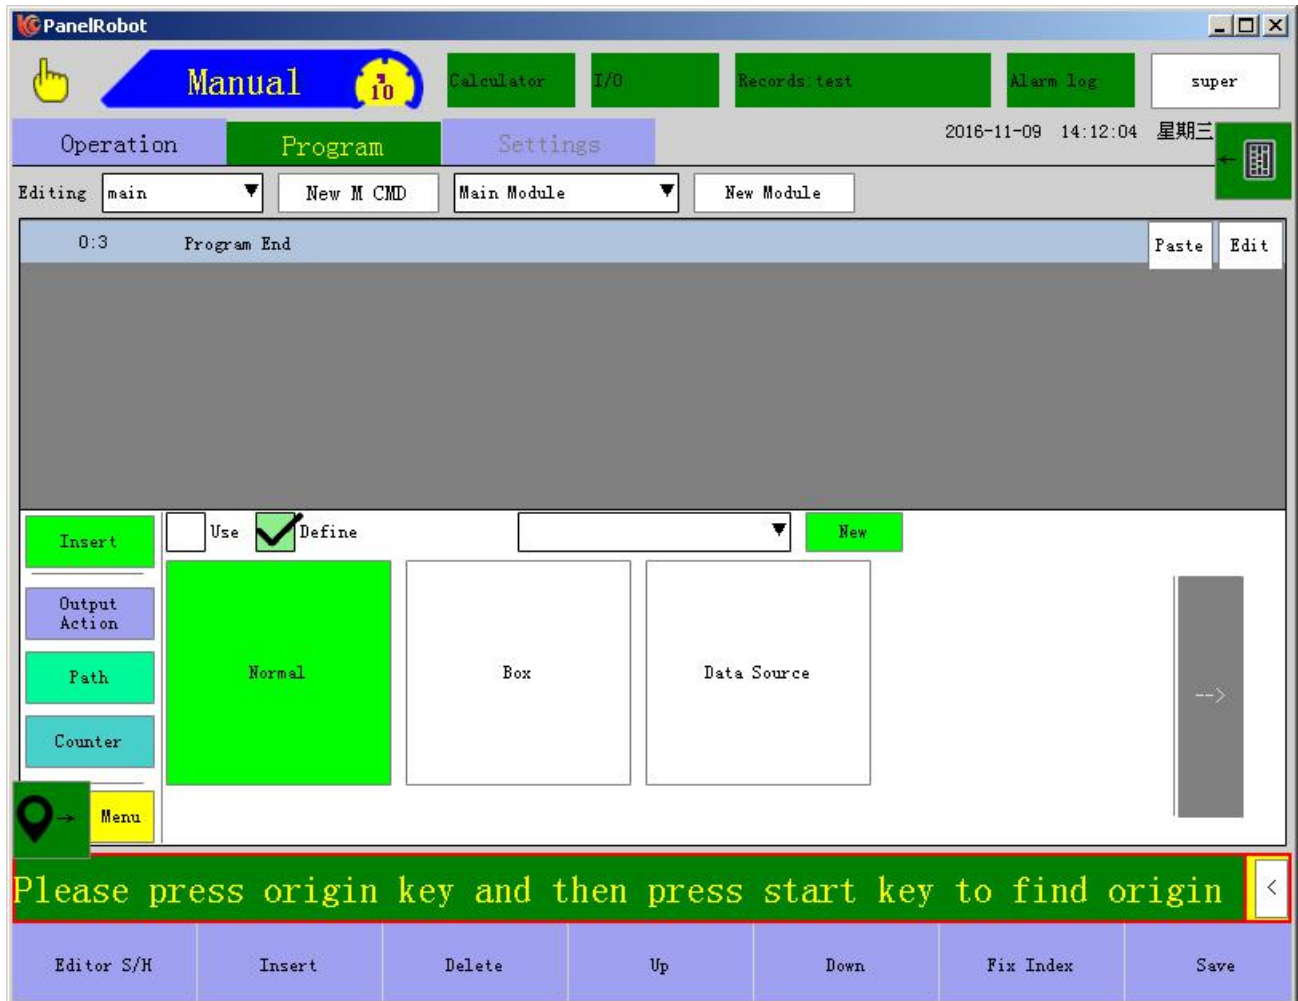 PanelRobot
Manual
10
Calculator
I/O
Records:test
Alarm log
super
Operation
Program
Settings
2016-11-09 14:12:04 星期三
Editing
main
New M CMD
Main Module
New Module
0:3 Program End
Paste
Edit
Insert
Use
Define
New
Output
Action
Normal
Box
Data Source
Path
-->
Counter
Menu
Please press origin key and then press start key to find origin
<
Editor S/H
Insert
Delete
Up
Down
Fix Index
Save